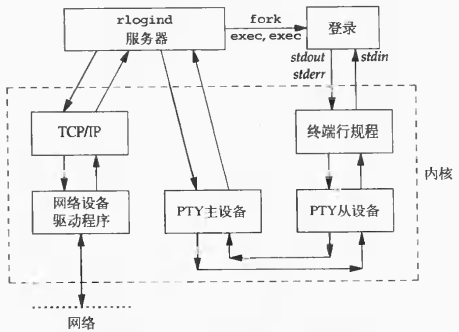 rlogind
服务器
fork
exec, exec
登录
stdout
stderr
stdin
TCP/IP
终端行规程
内核
网络设备
驱动程序
PTY主设备
PTY从设备
网络